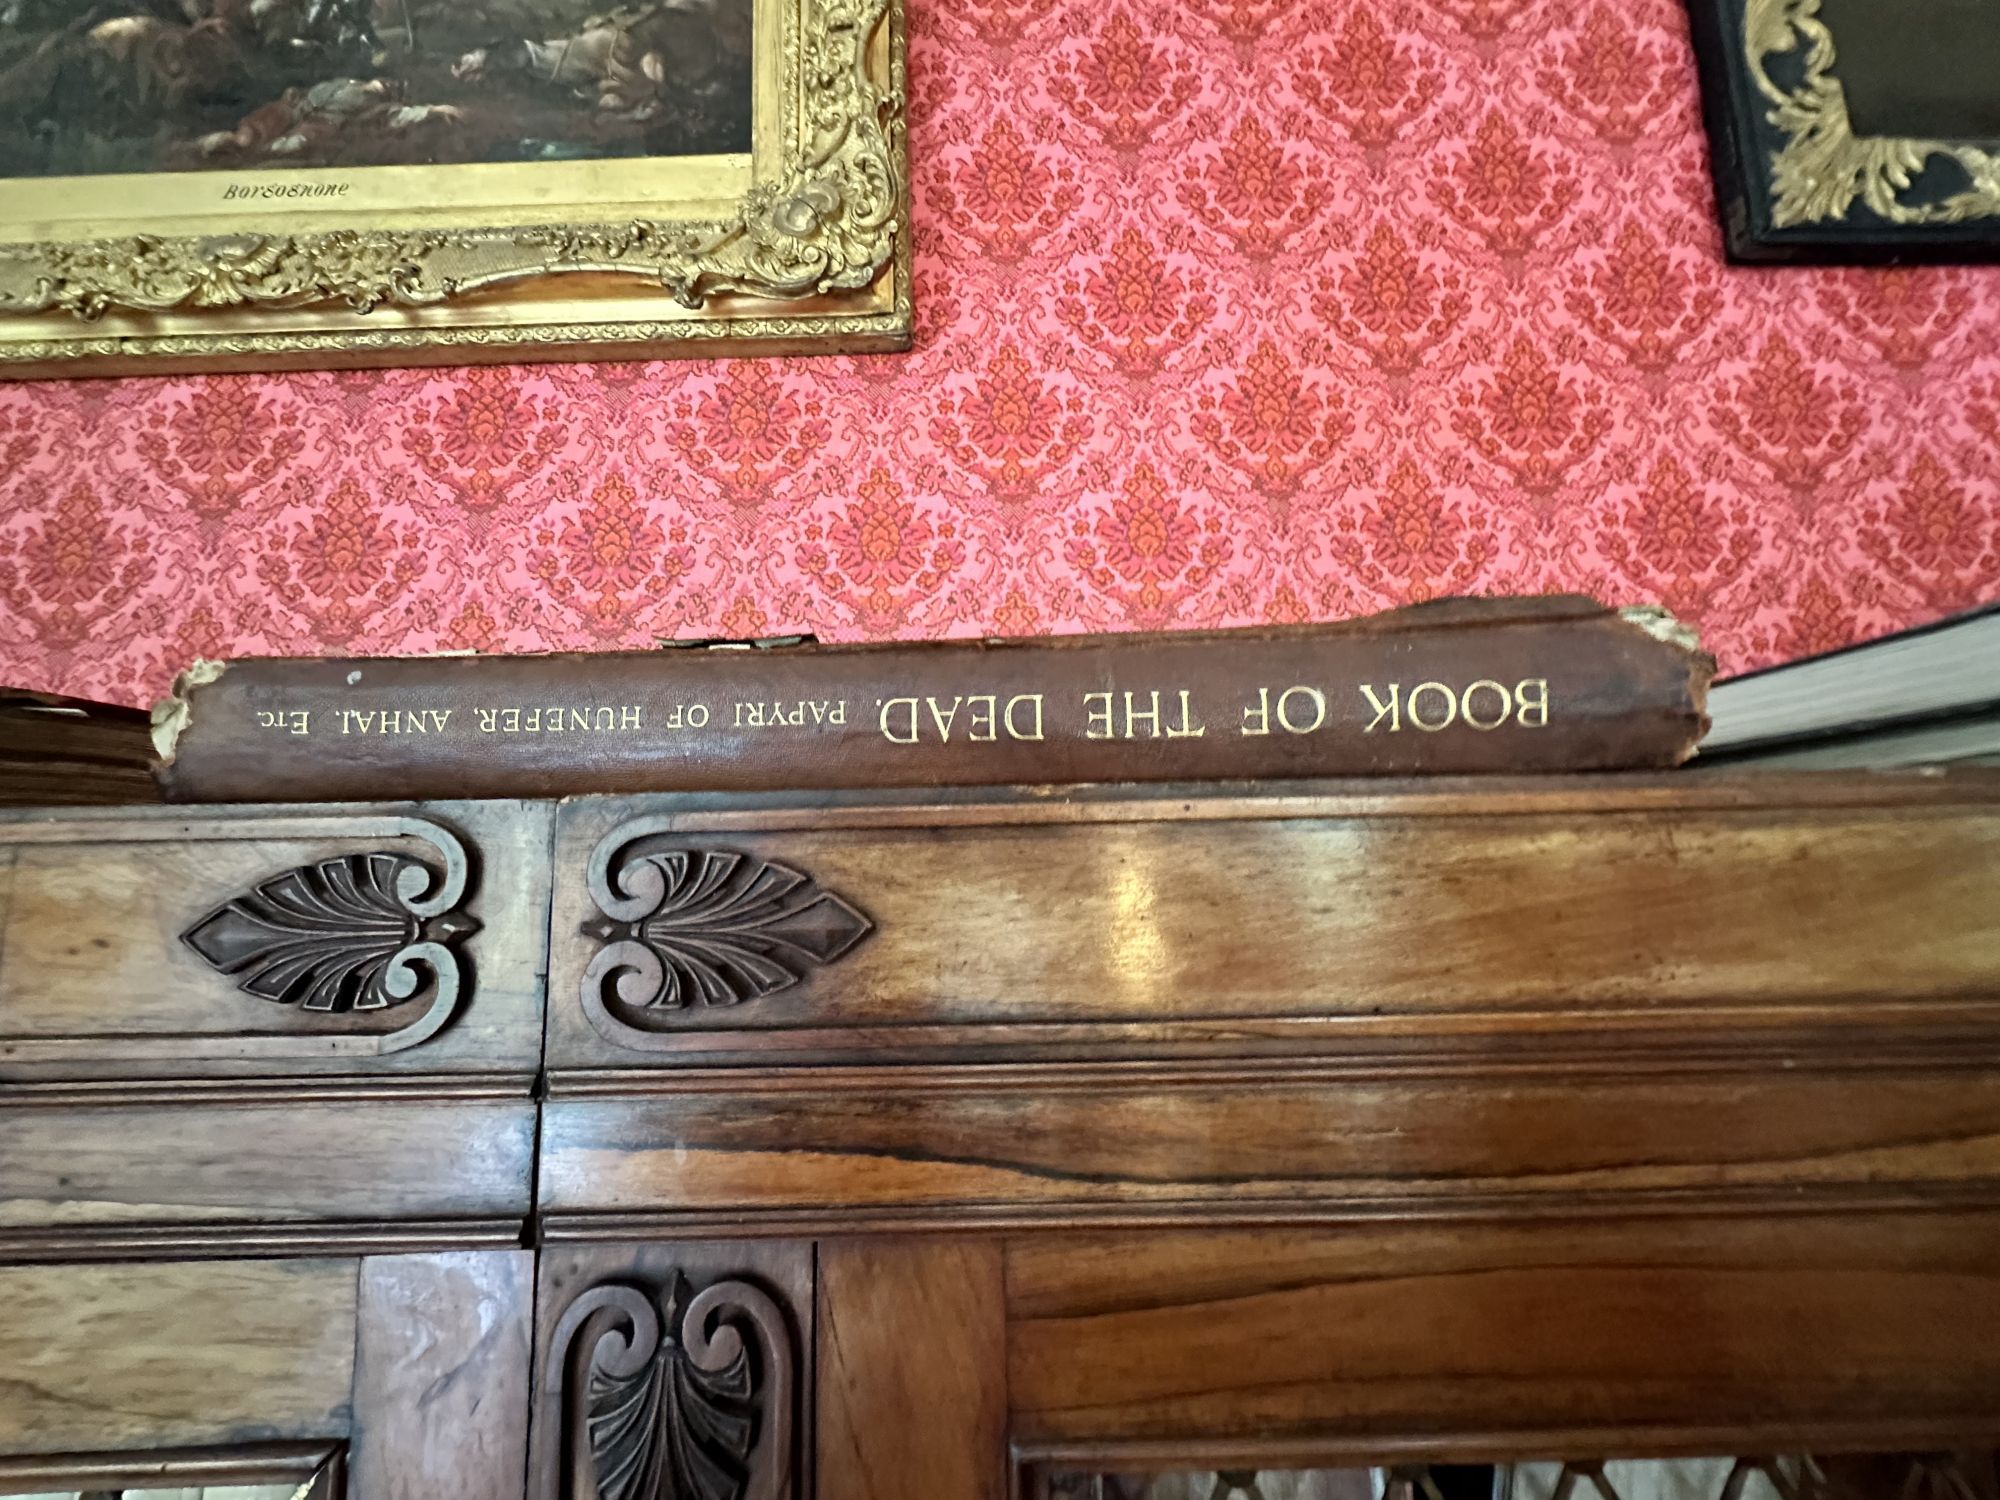 Borgognone
BOOK OF THE DEAD. PAPYRI OF HUNEFER, ANHAI, ETC.